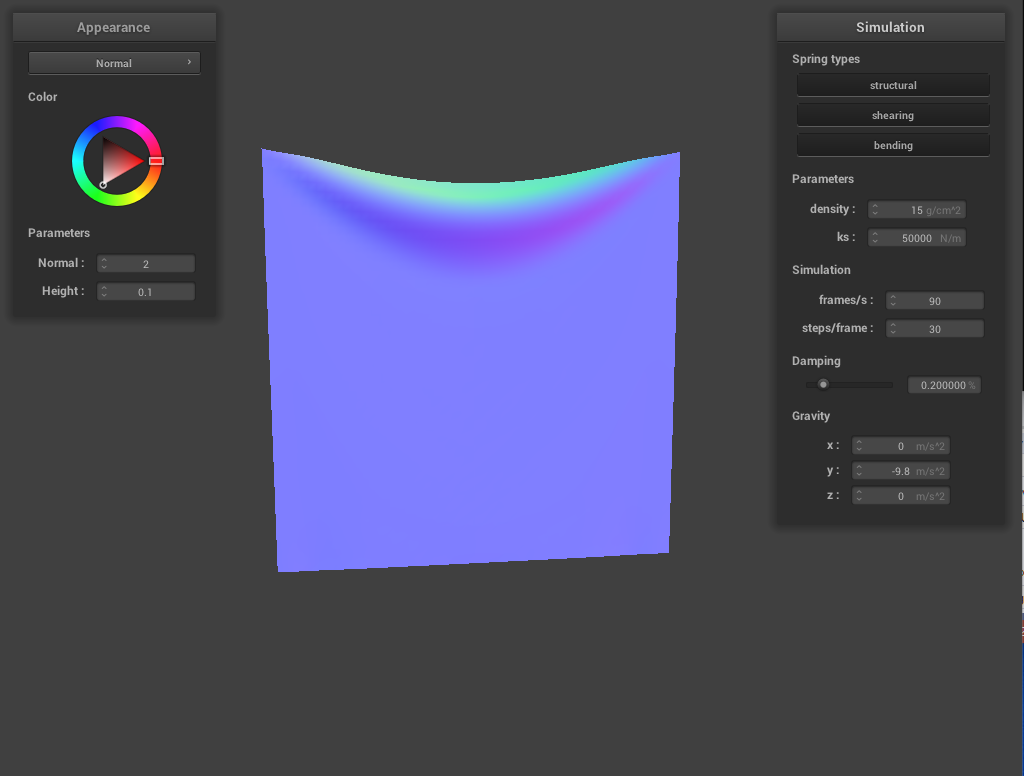 Appearance
Normal
Color
Parameters
Normal : 2
Height : 0.1
Simulation
Spring types
structural
shearing
bending
Parameters
density : 15 g/cm^2
ks : 50000 N/m
Simulation
frames/s : 90
steps/frame : 30
Damping
0.200000 %
Gravity
x : 0 m/s^2
y : -9.8 m/s^2
z : 0 m/s^2